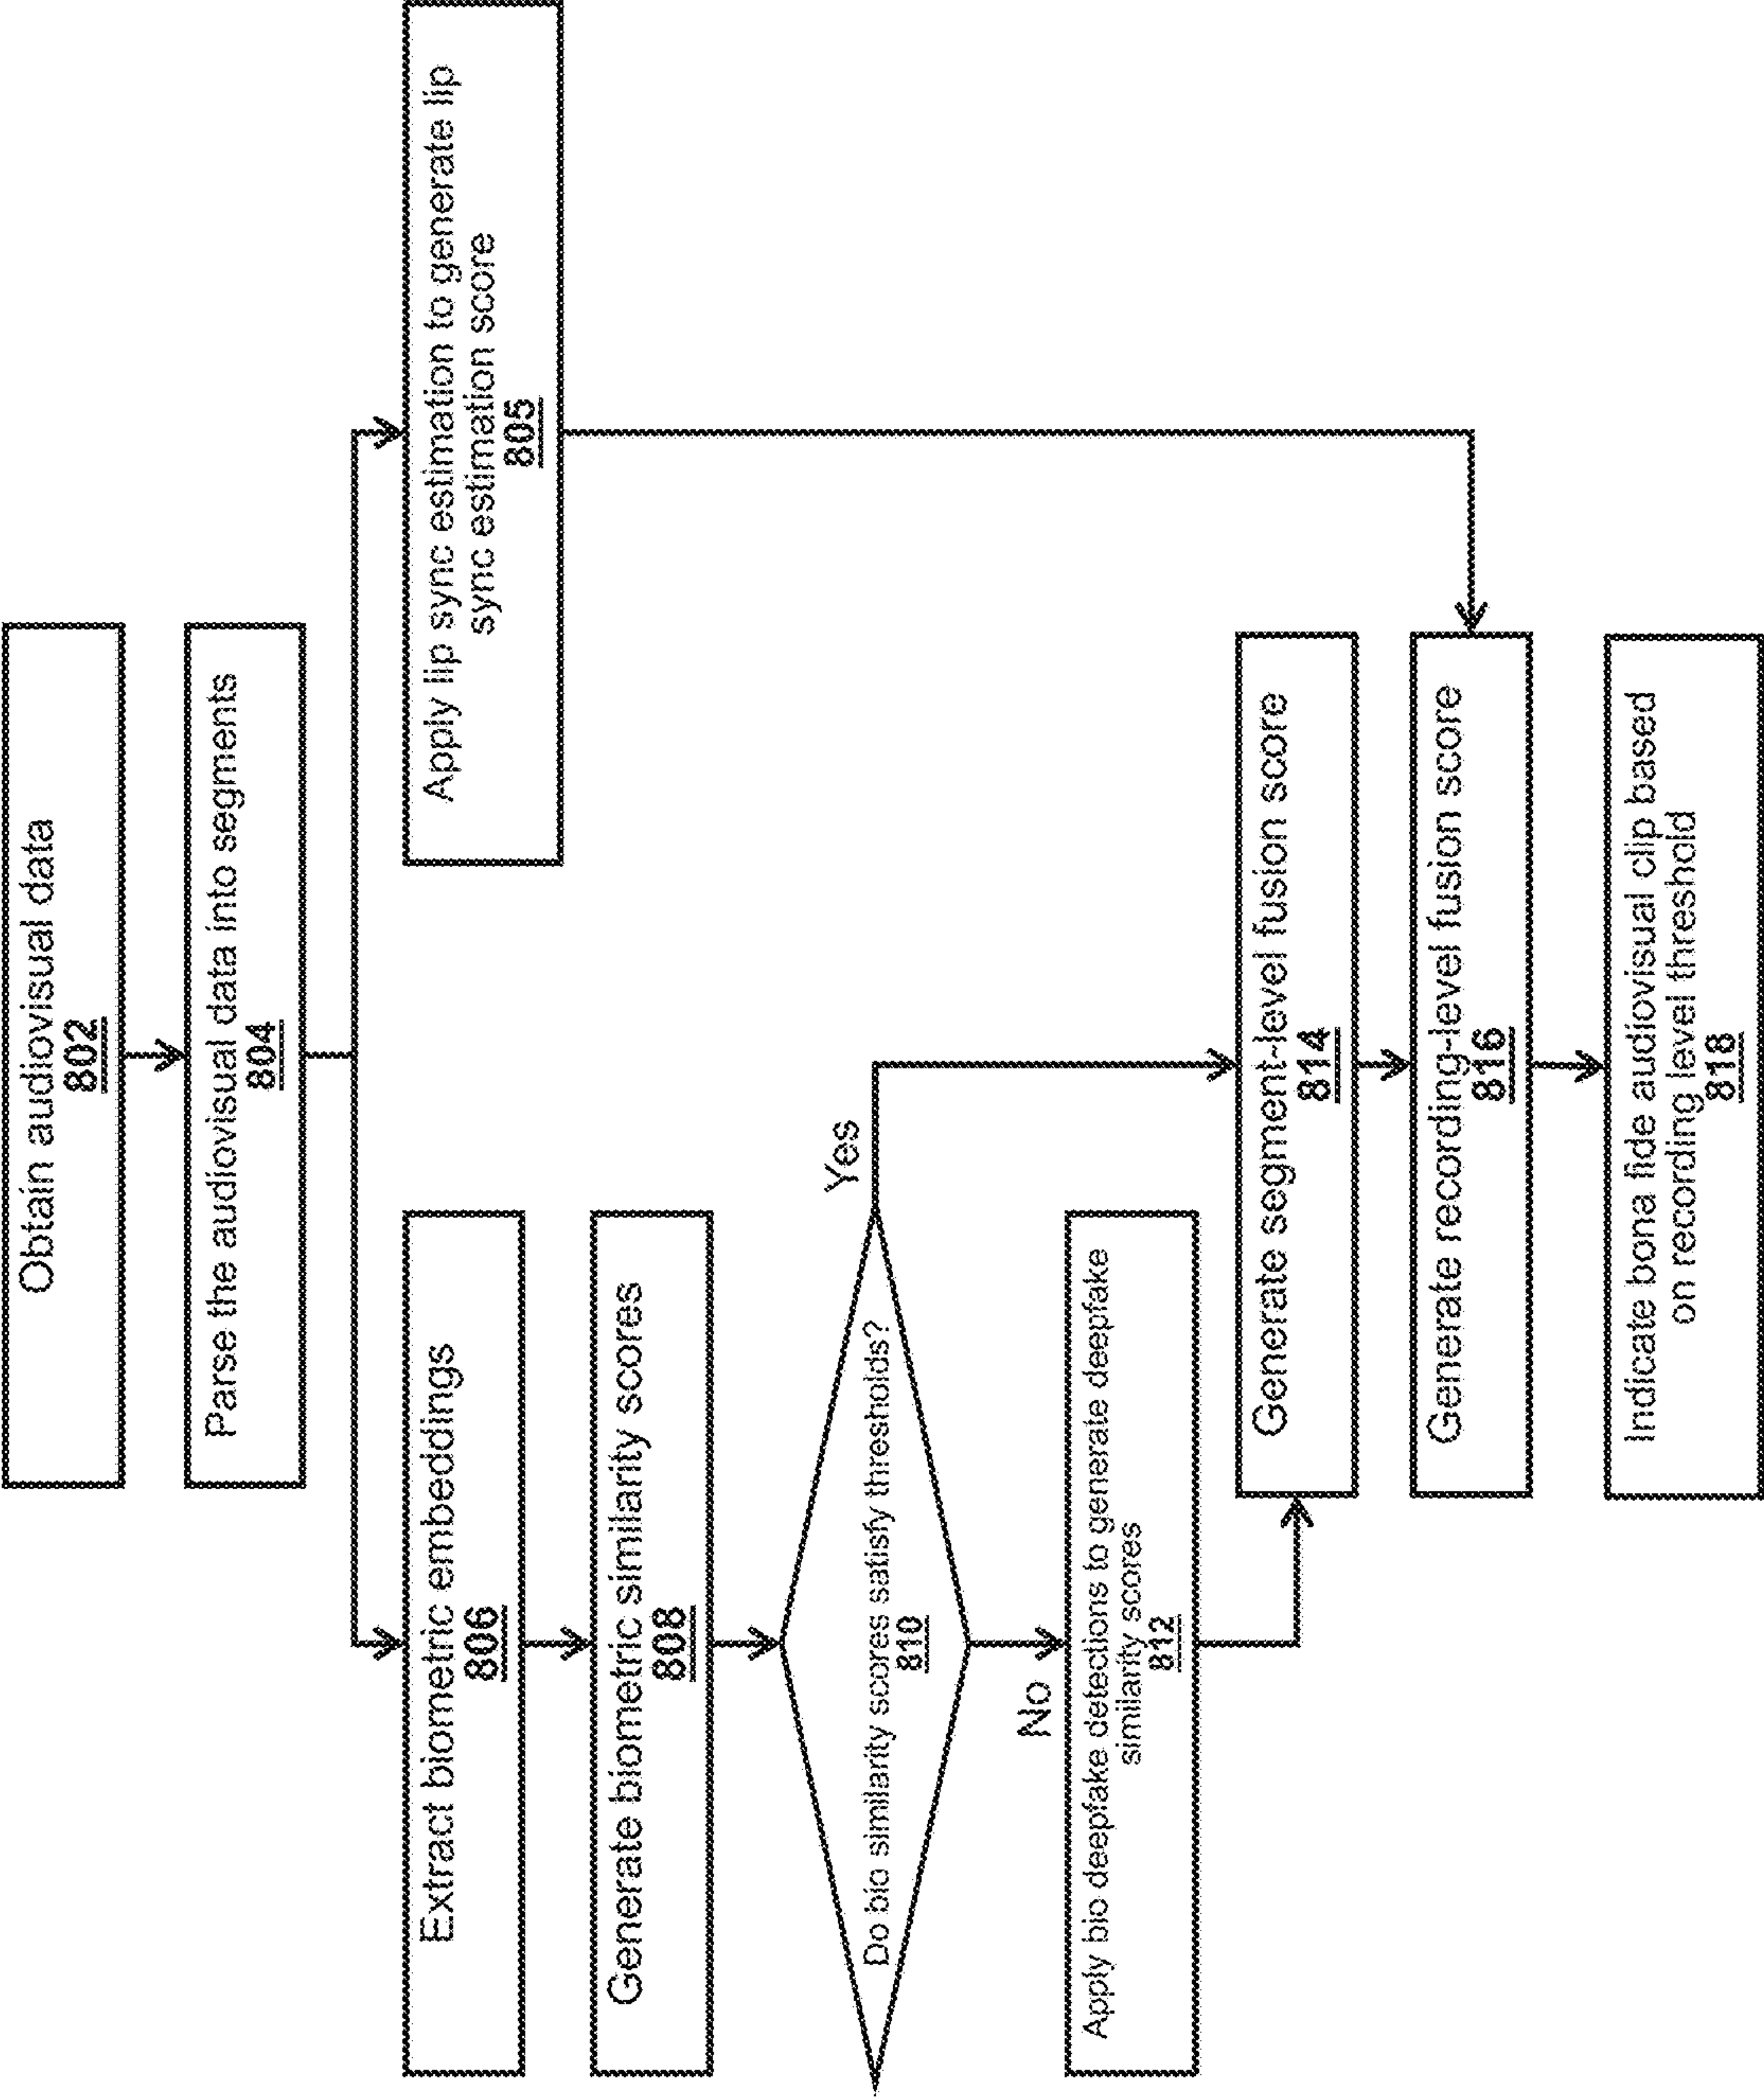 Obtain audiovisual data
802
Parse the audiovisual data into segments
804
Apply lip sync estimation to generate lip
sync estimation score
805
Extract biometric embeddings
806
Generate biometric similarity scores
808
Do bio similarity scores satisfy thresholds?
810
Yes
No
Apply bio deepfake detections to generate deepfake
similarity scores
812
Generate segment-level fusion score
814
Generate recording-level fusion score
816
Indicate bona fide audiovisual clip based
on recording level threshold
818